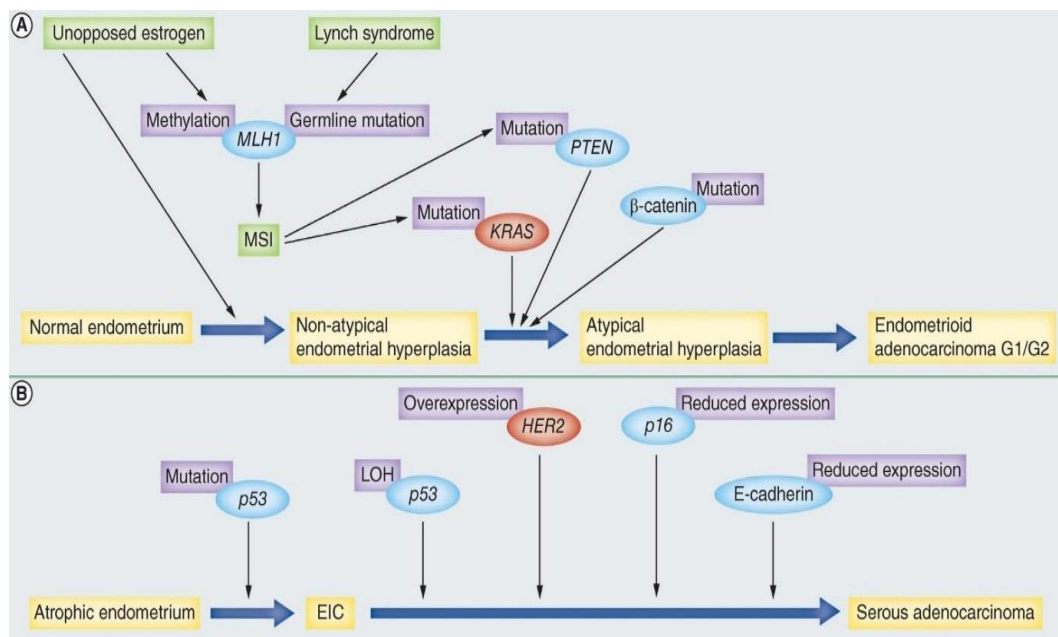 A
Unopposed estrogen
Lynch syndrome
Methylation
MLH1
Germline mutation
Mutation
PTEN
Mutation
β-catenin
Mutation
KRAS
MSI
Normal endometrium
Non-atypical
endometrial hyperplasia
Atypical
endometrial hyperplasia
Endometrioid
adenocarcinoma G1/G2
B
Overexpression
HER2
Reduced expression
p16
Mutation
p53
LOH
p53
Reduced expression
E-cadherin
Atrophic endometrium
EIC
Serous adenocarcinoma